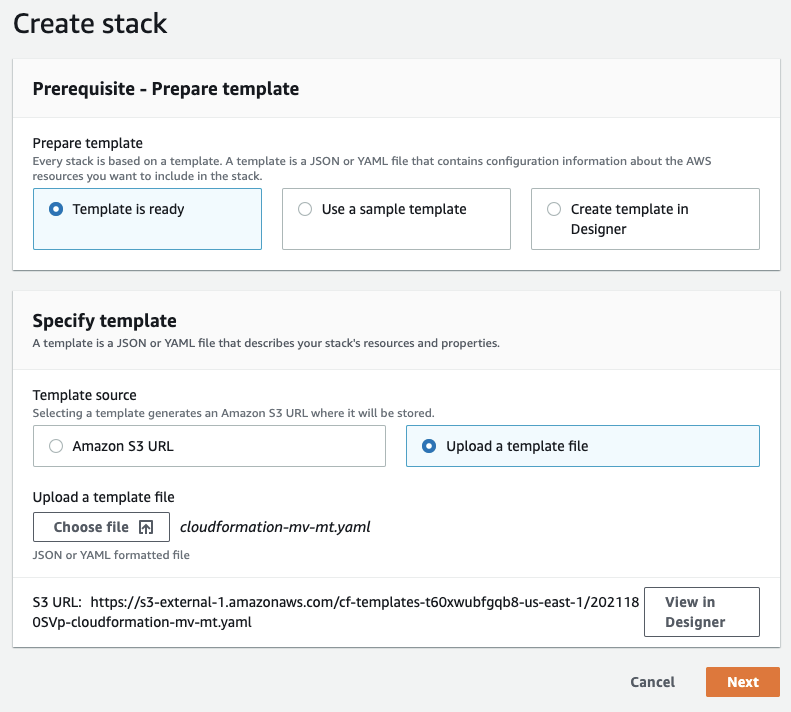 Create stack
Prerequisite - Prepare template
Prepare template
Every stack is based on a template. A template is a JSON or YAML file that contains configuration information about the AWS
resources you want to include in the stack.
Template is ready
Use a sample template
Create template in
Designer
Specify template
A template is a JSON or YAML file that describes your stack's resources and properties.
Template source
Selecting a template generates an Amazon S3 URL where it will be stored.
Amazon S3 URL
Upload a template file
Upload a template file
Choose file
cloudformation-mv-mt.yaml
JSON or YAML formatted file
S3 URL: https://s3-external-1.amazonaws.com/cf-templates-t60xwubfgqb8-us-east-1/202118
0SVp-cloudformation-mv-mt.yaml
View in
Designer
Cancel
Next